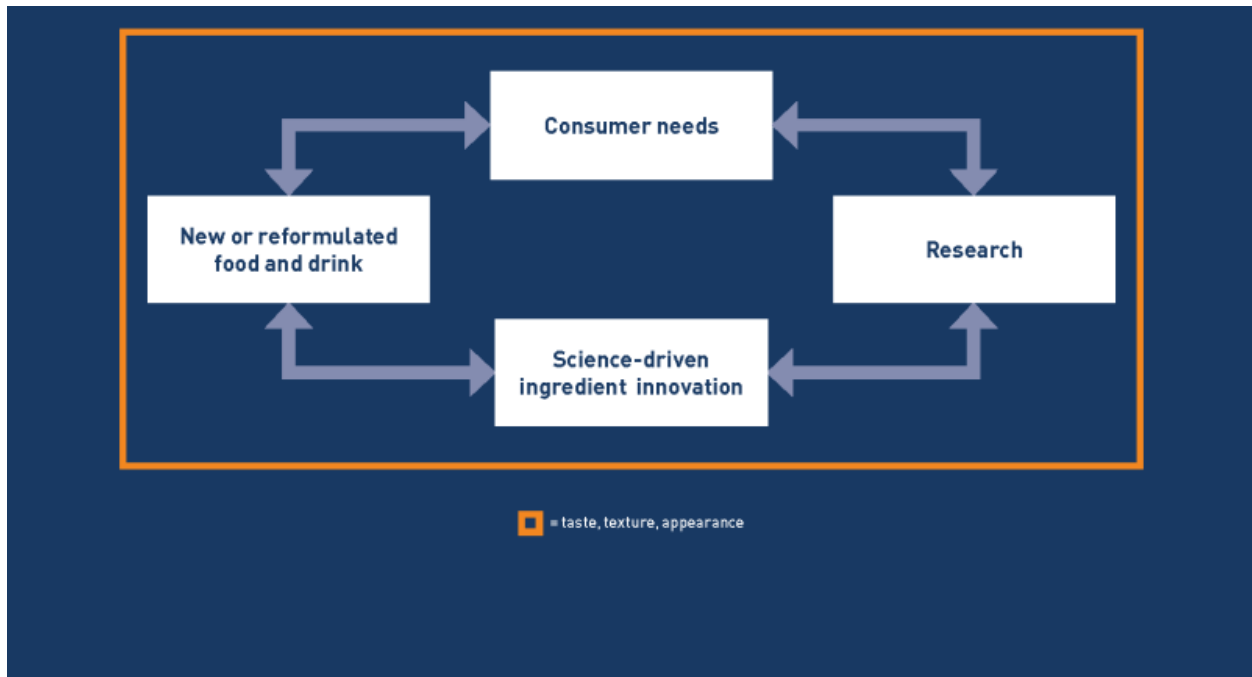 Consumer needs
New or reformulated
food and drink
Research
Science-driven
ingredient innovation
= taste, texture, appearance